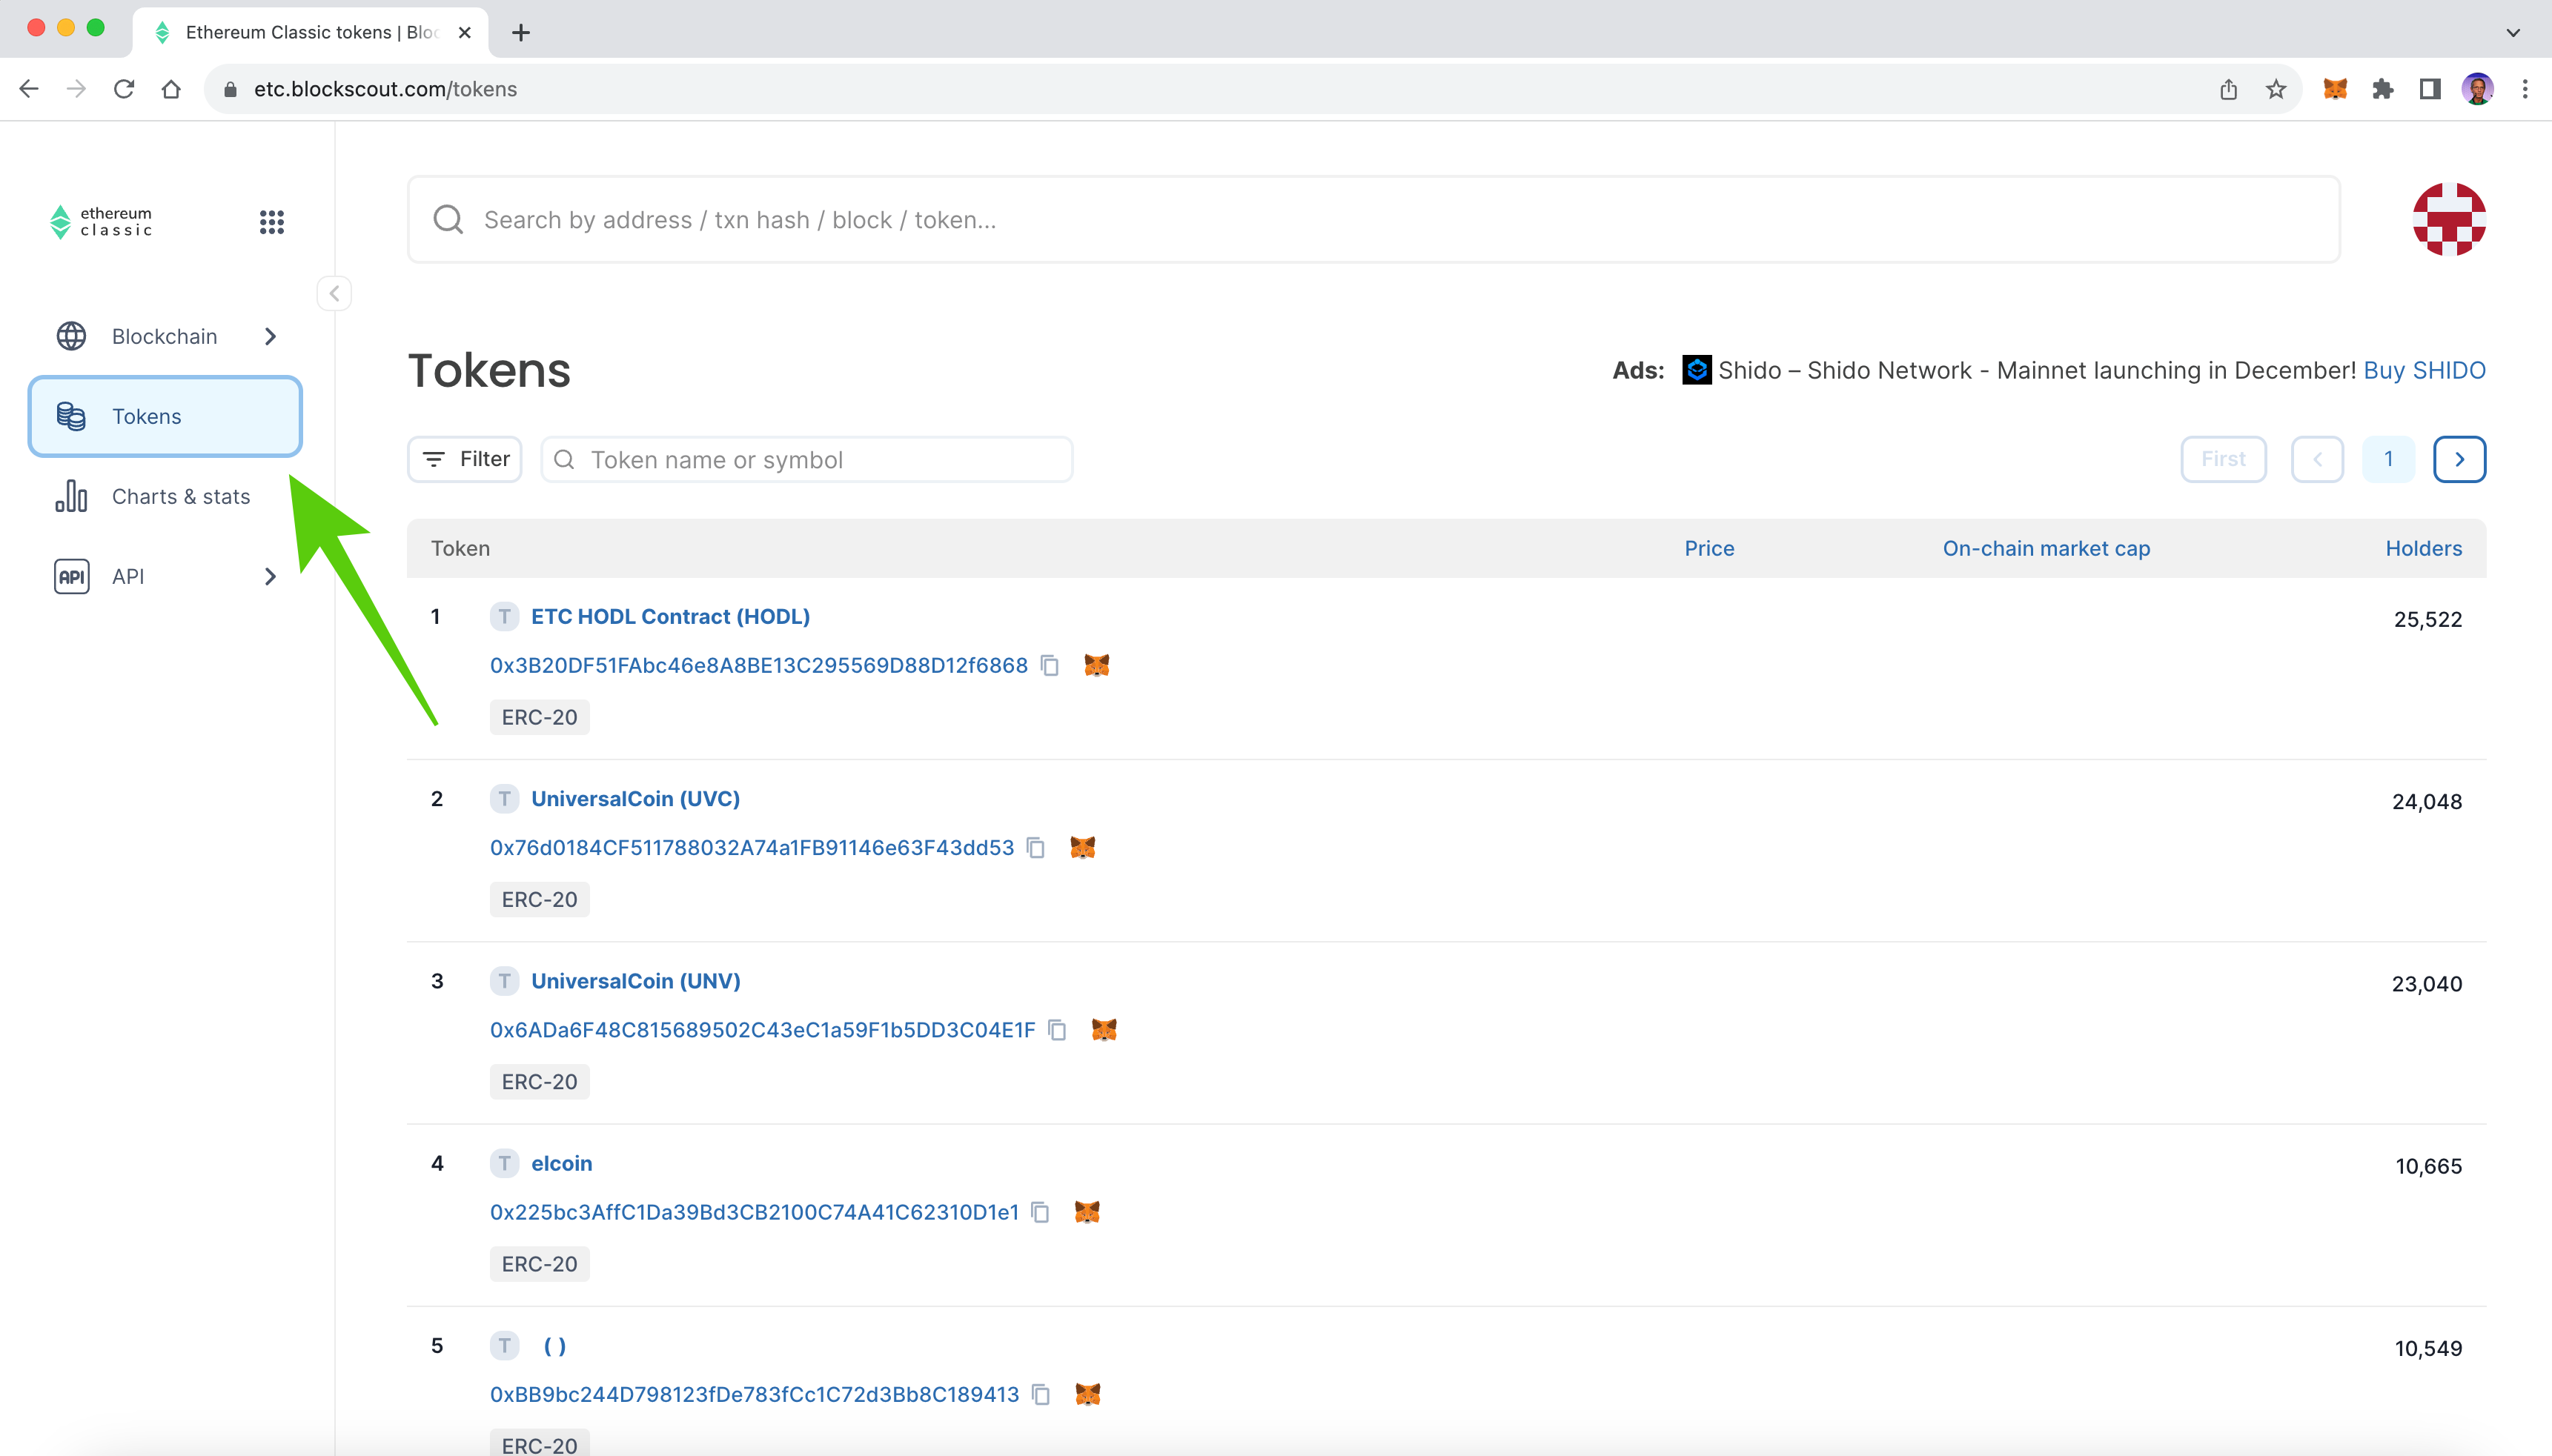 Ethereum Classic tokens | Bloc
etc.blockscout.com/tokens
ethereum
classic
Search by address / txn hash / block / token...
Blockchain
Tokens
Charts & stats
API
API
Tokens
Ads: Shido – Shido Network - Mainnet launching in December! Buy SHIDO
Filter
Token name or symbol
First
1
Token Price On-chain market cap Holders
1 T ETC HODL Contract (HODL) 25,522
0x3B20DF51FAbc46e8A8BE13C295569D88D12f6868
ERC-20
2 T UniversalCoin (UVC) 24,048
0x76d0184CF511788032A74a1FB91146e63F43dd53
ERC-20
3 T UniversalCoin (UNV) 23,040
0x6ADa6F48C815689502C43eC1a59F1b5DD3C04E1F
ERC-20
4 T elcoin 10,665
0x225bc3AffC1Da39Bd3CB2100C74A41C62310D1e1
ERC-20
5 T ( ) 10,549
0xBB9bc244D798123fDe783fCc1C72d3Bb8C189413
ERC-20